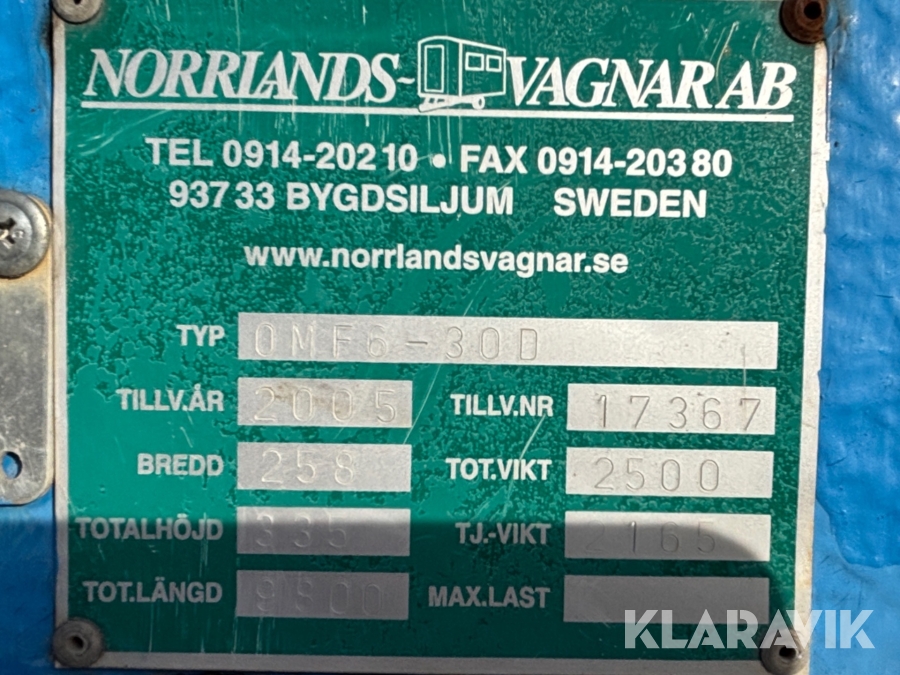 NORRLANDS- VAGNAR AB
TEL 0914-202 10 • FAX 0914-203 80
937 33 BYGDSILJUM SWEDEN
www.norrlandsvagnar.se
TYP 0MF6-30D
TILLV.ÅR 2005 TILLV.NR 17367
BREDD 258 TOT.VIKT 2500
TOTALHÖJD 335 TJ.-VIKT 2165
TOT.LÄNGD MAX.LAST
KLARAVIK